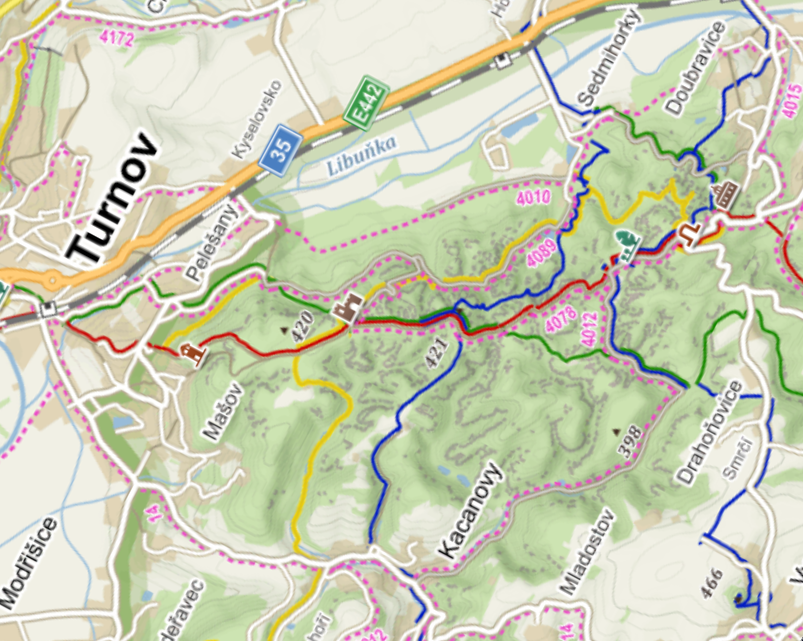 4172
Sedmihorky
Doubravice
4015
Kyselovsko
E442
35
Libuňka
Turnov
Pelešany
4010
4089
420
4078
4012
421
Mašov
398
Drahoňovice
Smrčí
14
Kacanovy
Modřišice
Mladostov
466
14